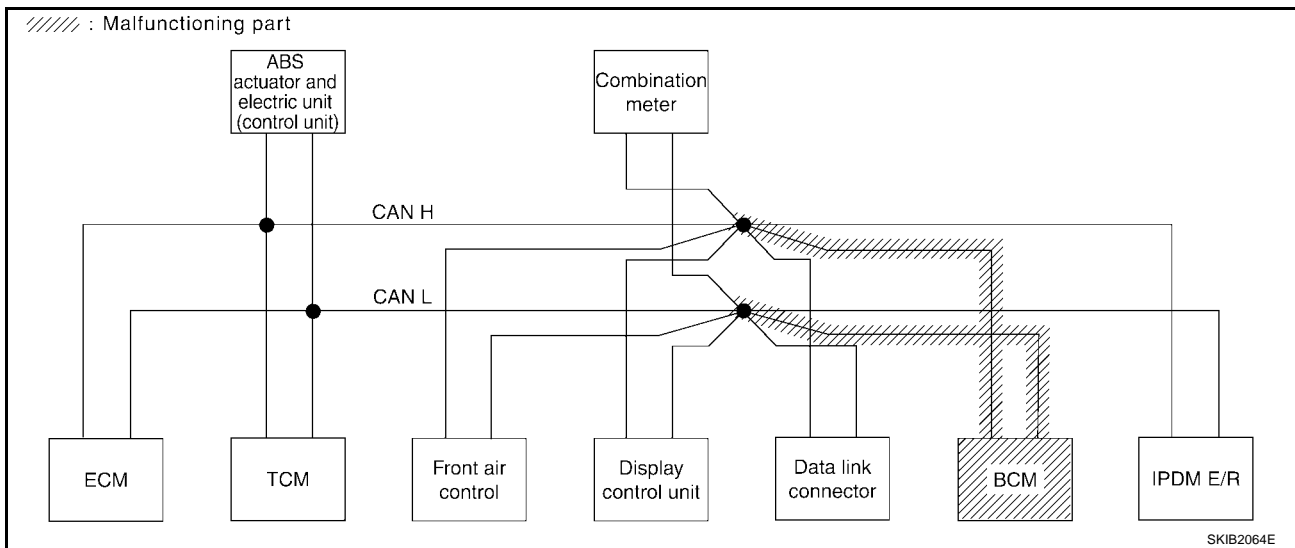 : Malfunctioning part
ABS
actuator and
electric unit
(control unit)
Combination
meter
CAN H
CAN L
ECM
TCM
Front air
control
Display
control unit
Data link
connector
BCM
IPDM E/R
SKIB2064E